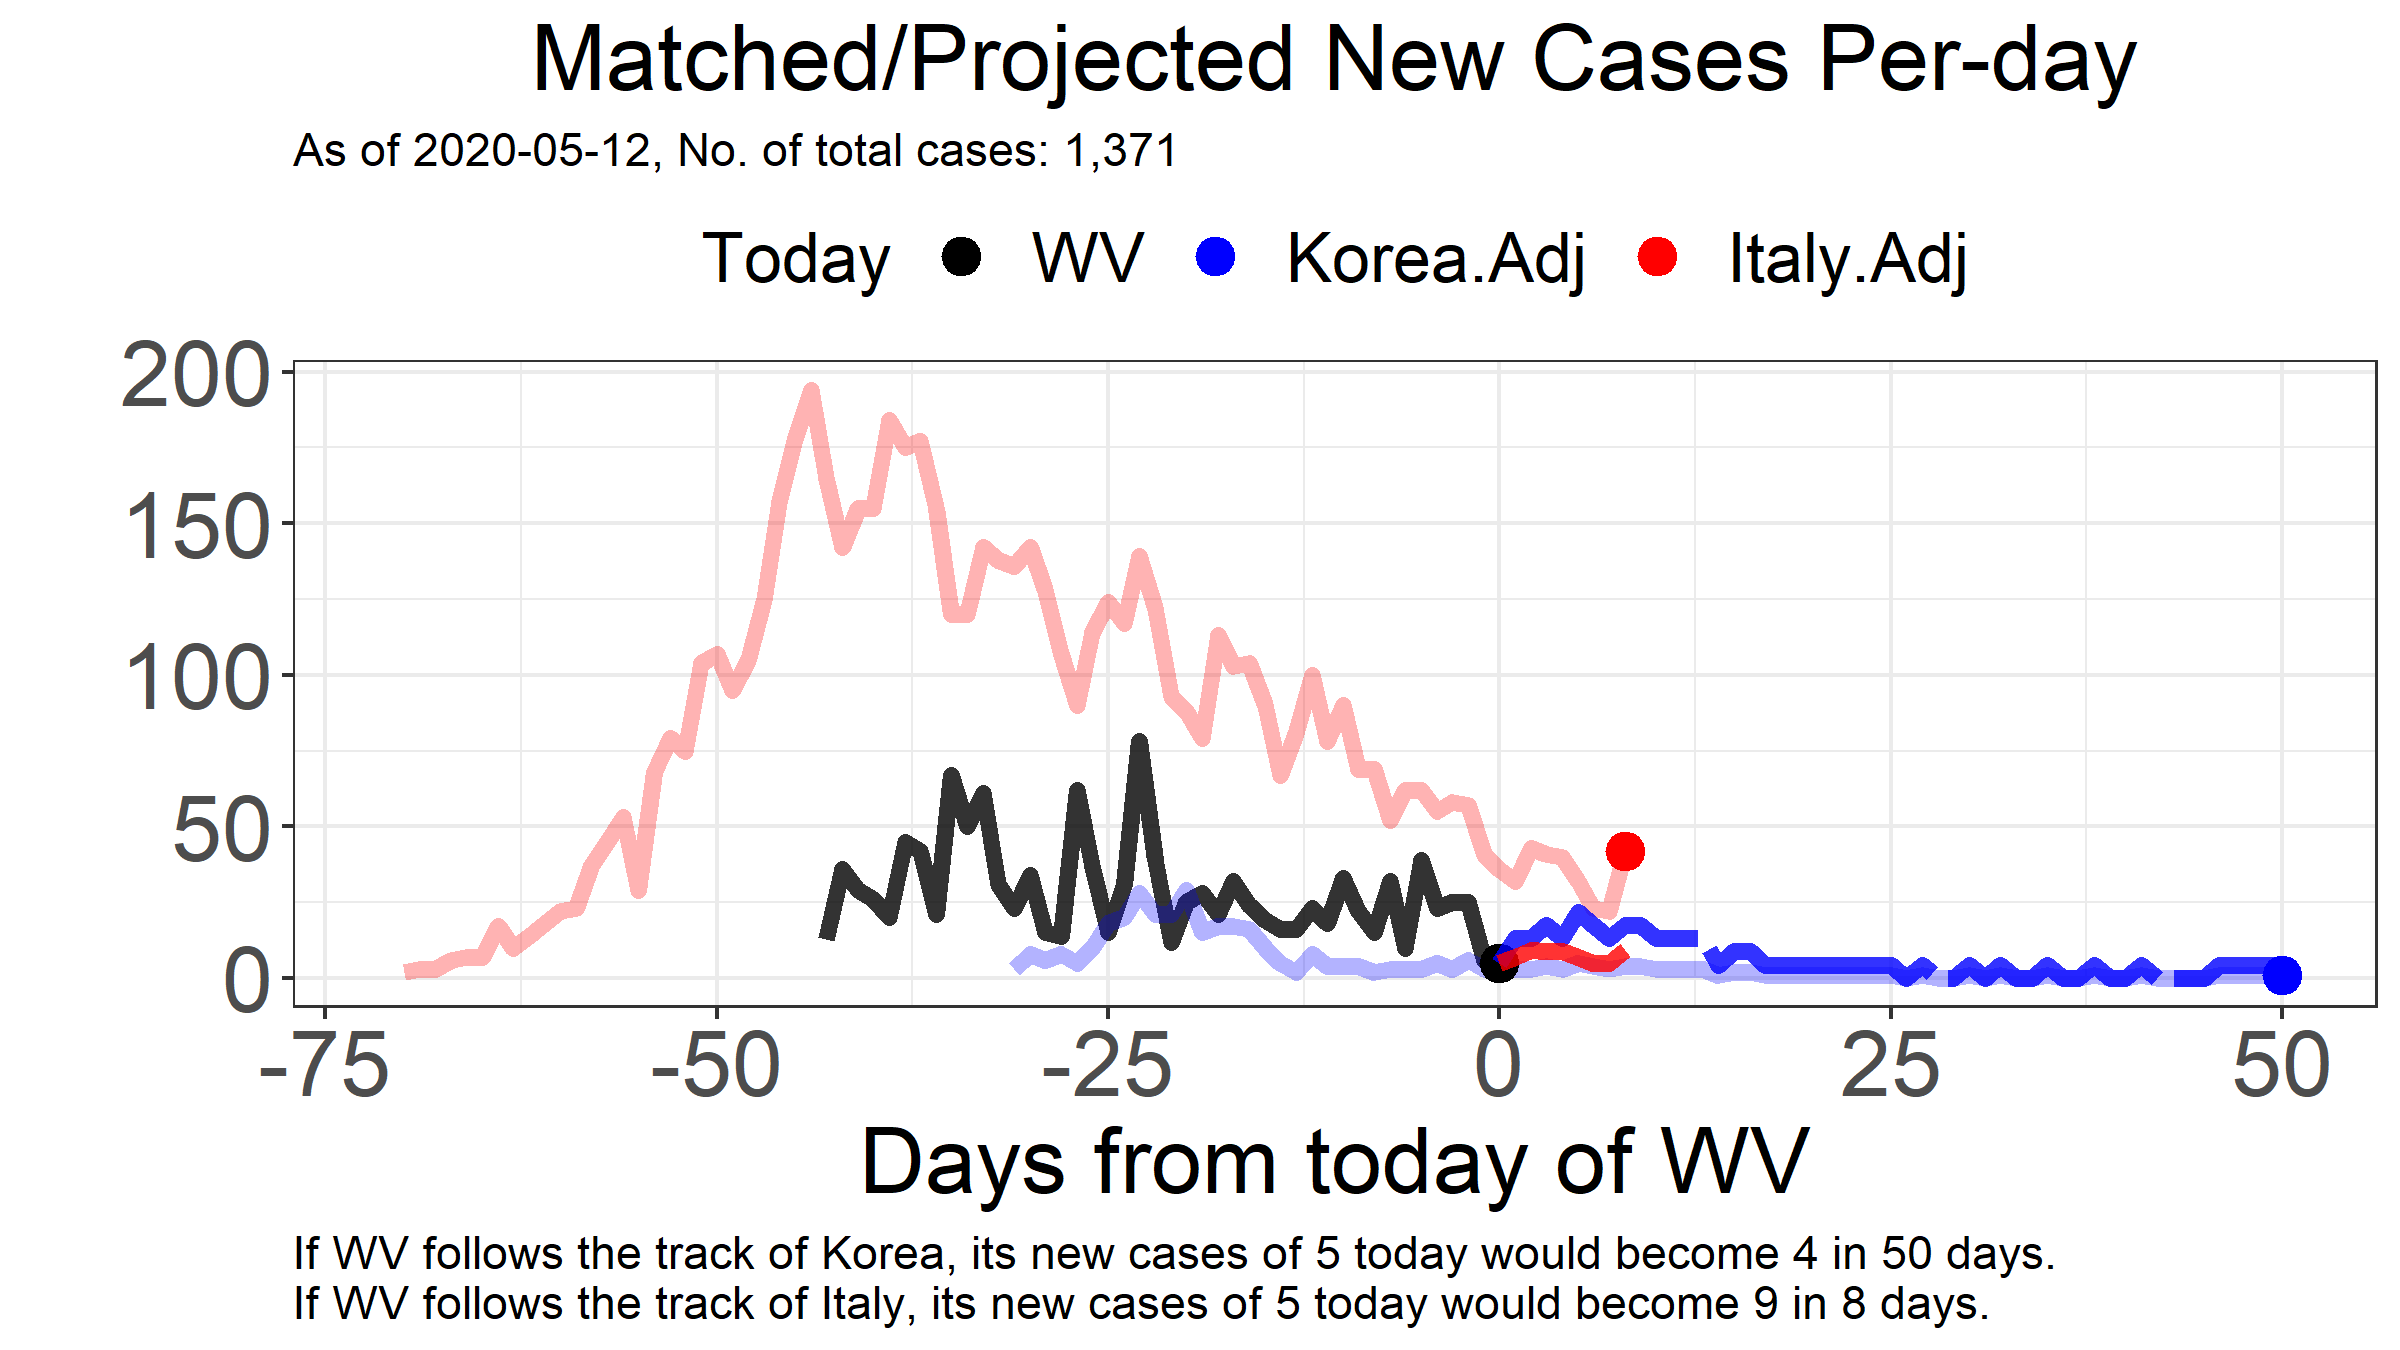 Matched/Projected New Cases Per-day
As of 2020-05-12, No. of total cases: 1,371
Today WV Korea.Adj Italy.Adj
200
150
100
50
0
-75 -50 -25 0 25 50
Days from today of WV
If WV follows the track of Korea, its new cases of 5 today would become 4 in 50 days.
If WV follows the track of Italy, its new cases of 5 today would become 9 in 8 days.